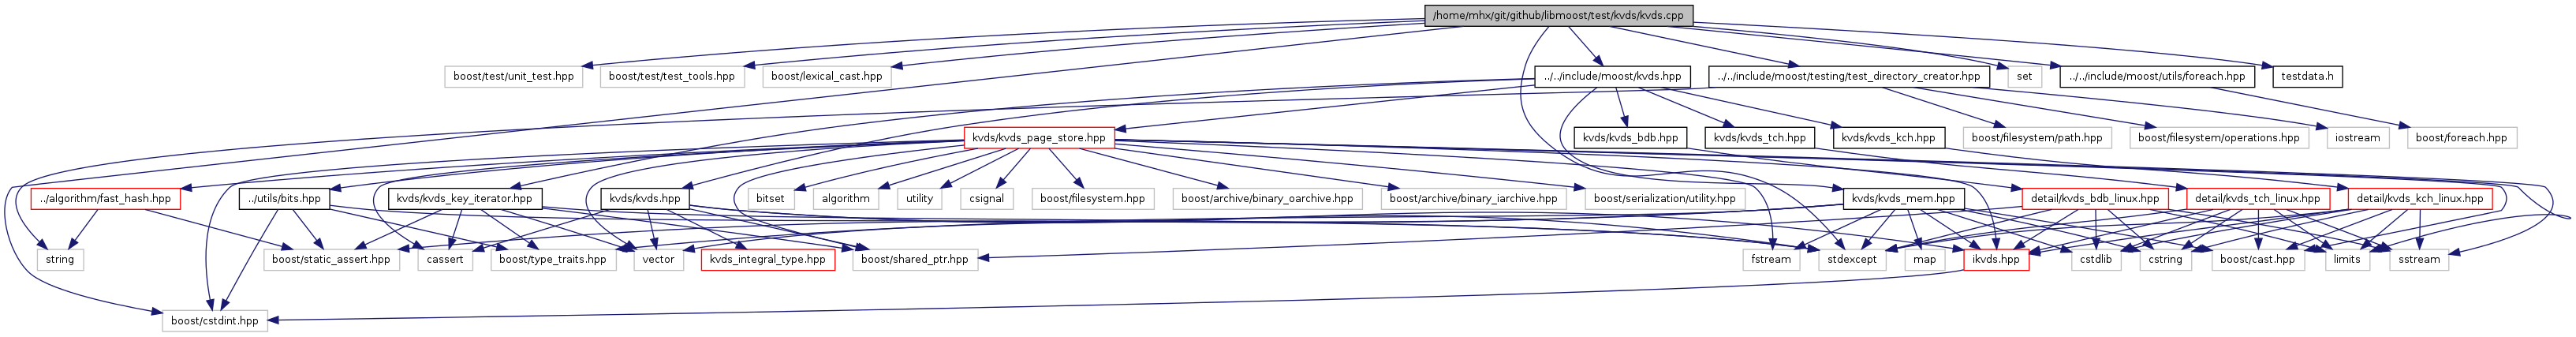 /home/mhx/git/github/libmoost/test/kvds/kvds.cpp
boost/test/unit_test.hpp
boost/test/test_tools.hpp
boost/lexical_cast.hpp
../../include/moost/kvds.hpp
../../include/moost/testing/test_directory_creator.hpp
set
../../include/moost/utils/foreach.hpp
testdata.h
kvds/kvds_page_store.hpp
kvds/kvds_bdb.hpp
kvds/kvds_tch.hpp
kvds/kvds_kch.hpp
boost/filesystem/path.hpp
boost/filesystem/operations.hpp
iostream
boost/foreach.hpp
../algorithm/fast_hash.hpp
../utils/bits.hpp
kvds/kvds_key_iterator.hpp
kvds/kvds.hpp
bitset
algorithm
utility
csignal
boost/filesystem.hpp
boost/archive/binary_oarchive.hpp
boost/archive/binary_iarchive.hpp
boost/serialization/utility.hpp
kvds/kvds_mem.hpp
detail/kvds_bdb_linux.hpp
detail/kvds_tch_linux.hpp
detail/kvds_kch_linux.hpp
string
boost/static_assert.hpp
cassert
boost/type_traits.hpp
vector
kvds_integral_type.hpp
boost/shared_ptr.hpp
fstream
stdexcept
map
ikvds.hpp
cstdlib
cstring
boost/cast.hpp
limits
sstream
boost/cstdint.hpp